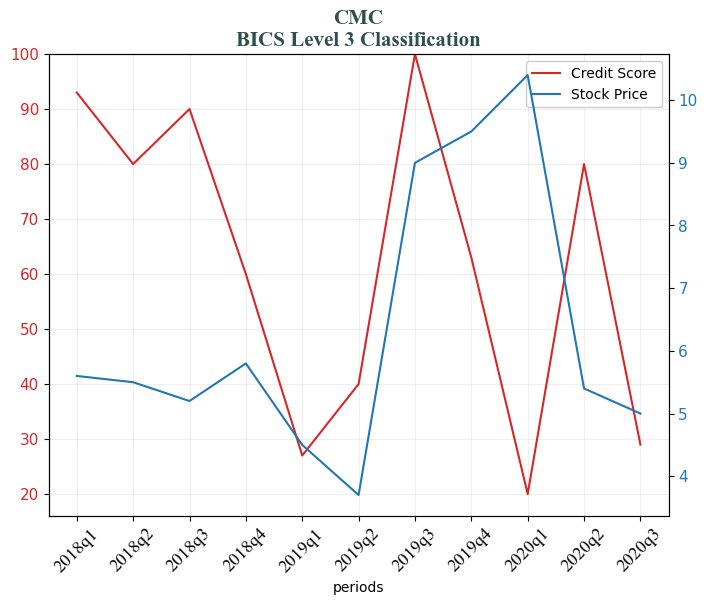 CMC
BICS Level 3 Classification
Credit Score
Stock Price
100
90
80
70
60
50
40
30
20
10
9
8
7
6
5
4
2018q1
2018q2
2018q3
2018q4
2019q1
2019q2
2019q3
2019q4
2020q1
2020q2
2020q3
periods